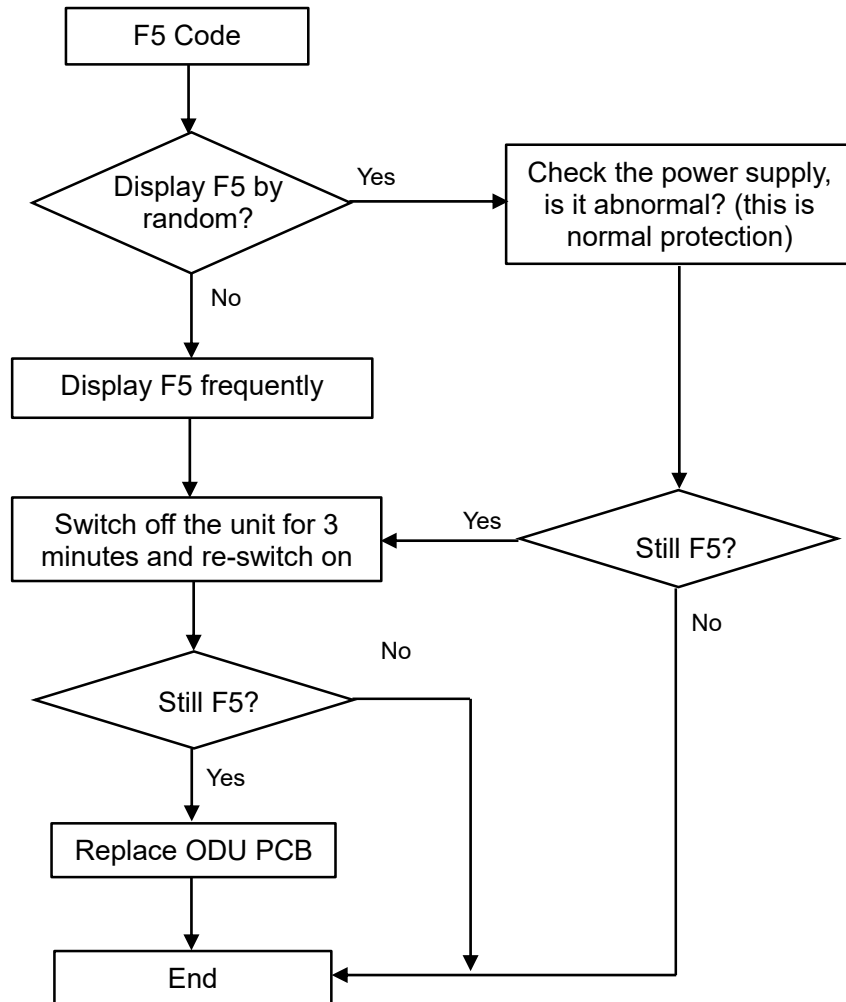 F5 Code
Display F5 by
random?
Yes
Check the power supply,
is it abnormal? (this is
normal protection)
No
Display F5 frequently
Switch off the unit for 3
minutes and re-switch on
Yes
Still F5?
No
No
Still F5?
Yes
Replace ODU PCB
End